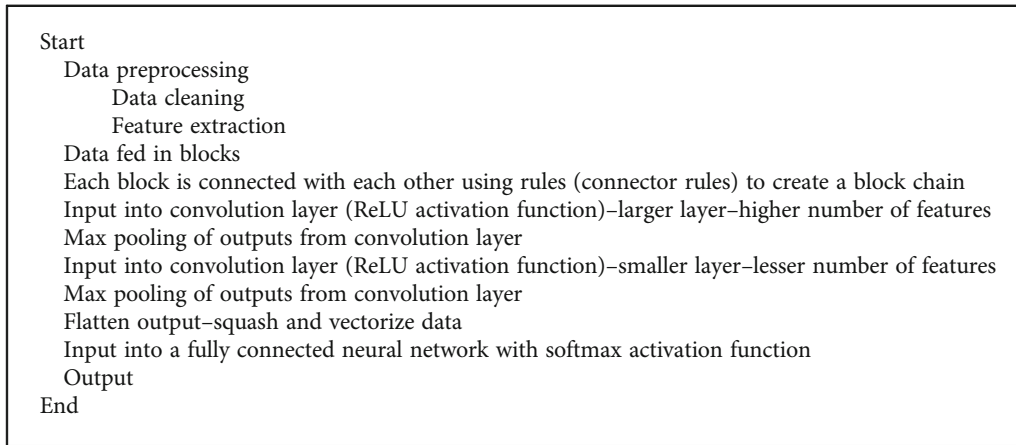 Start
Data preprocessing
Data cleaning
Feature extraction
Data fed in blocks
Each block is connected with each other using rules (connector rules) to create a block chain
Input into convolution layer (ReLU activation function)–larger layer–higher number of features
Max pooling of outputs from convolution layer
Input into convolution layer (ReLU activation function)–smaller layer–lesser number of features
Max pooling of outputs from convolution layer
Flatten output–squash and vectorize data
Input into a fully connected neural network with softmax activation function
Output
End